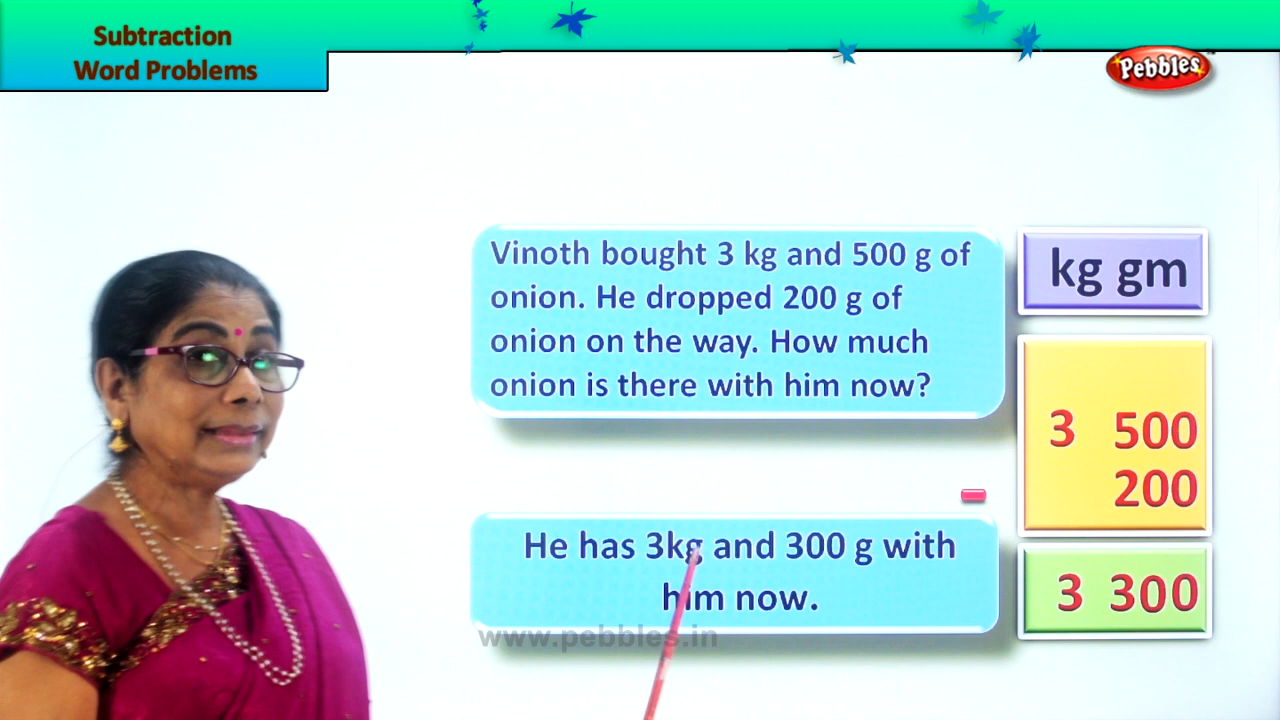 Subtraction
Word Problems
Pebbles
Vinoth bought 3 kg and 500 g of
onion. He dropped 200 g of
onion on the way. How much
onion is there with him now?
kg gm
3 500
200
-
He has 3kg and 300 g with
him now.
3 300
www.pebbles.in